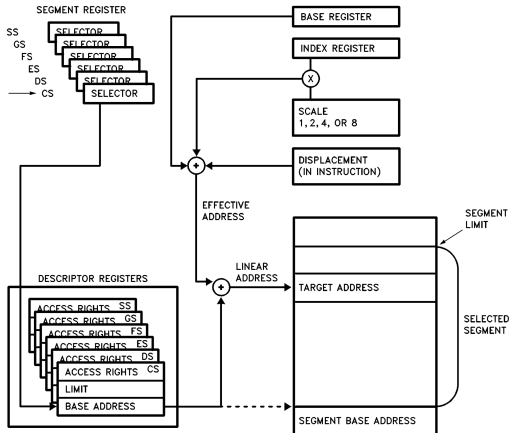 SEGMENT REGISTER
SS
GS
FS
ES
DS
CS
SELECTOR
SELECTOR
SELECTOR
SELECTOR
SELECTOR
SELECTOR
BASE REGISTER
INDEX REGISTER
X
SCALE
1, 2, 4, OR 8
DISPLACEMENT
(IN INSTRUCTION)
+
EFFECTIVE
ADDRESS
SEGMENT
LIMIT
LINEAR
ADDRESS
+
TARGET ADDRESS
SELECTED
SEGMENT
DESCRIPTOR REGISTERS
ACCESS RIGHTS SS
ACCESS RIGHTS GS
ACCESS RIGHTS FS
ACCESS RIGHTS ES
ACCESS RIGHTS DS
ACCESS RIGHTS CS
LIMIT
BASE ADDRESS
SEGMENT BASE ADDRESS